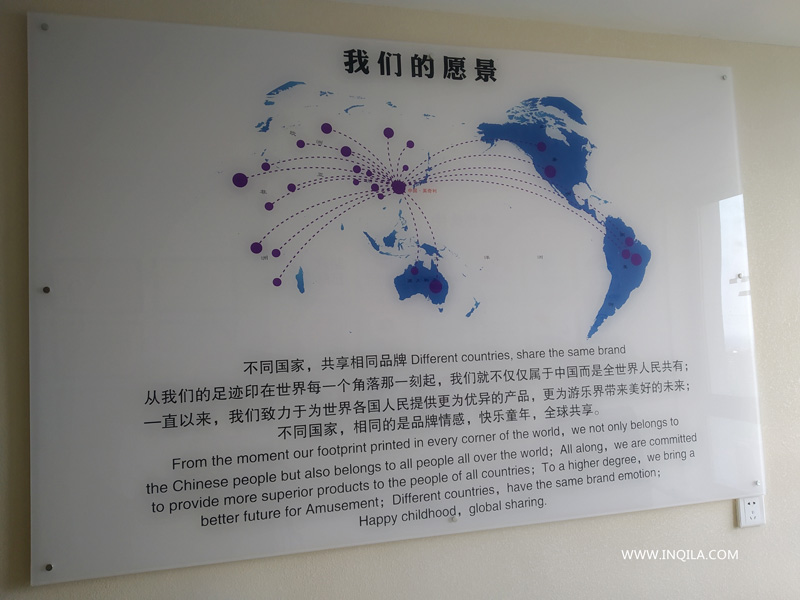 我们的愿景
不同国家，共享相同品牌 Different countries, share the same brand
从我们的足迹印在世界每一个角落那一刻起，我们就不仅仅属于中国而是全世界人民共有；
一直以来，我们致力于为世界各国人民提供更为优异的产品，更为游乐界带来美好的未来；
不同国家，相同的是品牌情感，快乐童年，全球共享。
From the moment our footprint printed in every corner of the world, we not only belongs to
the Chinese people but also belongs to all people all over the world; All along, we are committed
to provide more superior products to the people of all countries; To a higher degree, we bring a
better future for Amusement; Different countries, have the same brand emotion;
Happy childhood, global sharing.
WWW.INQILA.COM